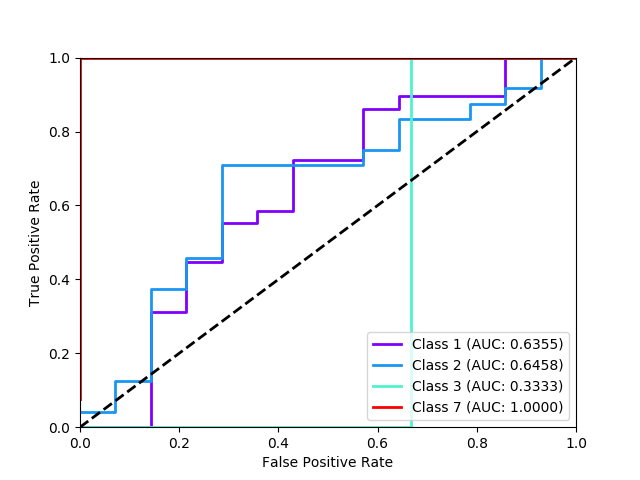 1.0
0.8
0.6
0.4
0.2
0.0
True Positive Rate
0.0 0.2 0.4 0.6 0.8 1.0
False Positive Rate
Class 1 (AUC: 0.6355)
Class 2 (AUC: 0.6458)
Class 3 (AUC: 0.3333)
Class 7 (AUC: 1.0000)